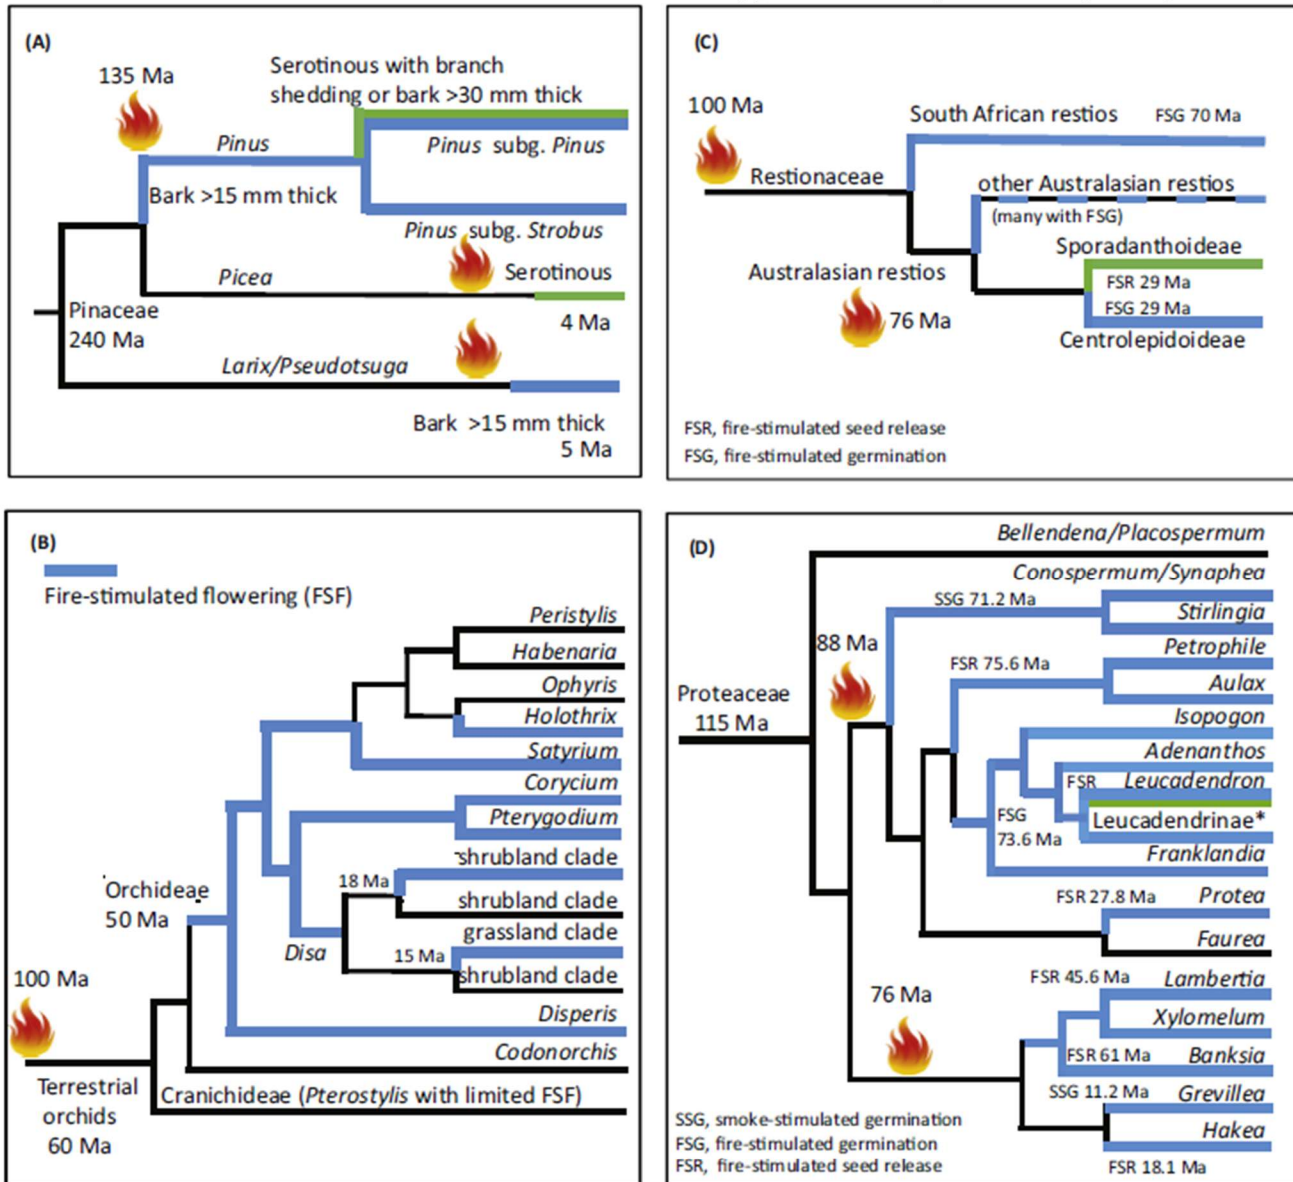 (A)
135 Ma
Serotinous with branch
shedding or bark >30 mm thick
Pinus
Pinus subg. Pinus
Bark >15 mm thick
Pinus subg. Strobus
Picea
Serotinous
Pinaceae
240 Ma
4 Ma
Larix/Pseudotsuga
Bark >15 mm thick
5 Ma
(C)
100 Ma
South African restios
FSG 70 Ma
Restionaceae
other Australasian restios
(many with FSG)
Sporadanthoideae
Australasian restios
FSR 29 Ma
76 Ma
FSG 29 Ma
Centrolepidoideae
FSR, fire-stimulated seed release
FSG, fire-stimulated germination
(B)
Fire-stimulated flowering (FSF)
Peristylis
Habenaria
Ophyris
Holothrix
Satyrium
Corycium
Pterygodium
shrubland clade
18 Ma
Orchideae
50 Ma
shrubland clade
grassland clade
Disa
15 Ma
shrubland clade
100 Ma
Disperis
Codonorchis
Terrestrial
orchids
60 Ma
Cranichideae (Pterostylis with limited FSF)
(D)
Bellendena/Placospermum
Conospermum/Synaphea
SSG 71.2 Ma
Stirlingia
88 Ma
Petrophile
FSR 75.6 Ma
Aulax
Proteaceae
115 Ma
Isopogon
Adenanthos
FSR
Leucadendron
FSG
73.6 Ma
Leucadendrinae*
Franklandia
FSR 27.8 Ma
Protea
Faurea
FSR 45.6 Ma
Lambertia
76 Ma
Xylomelum
FSR 61 Ma
Banksia
SSG 11.2 Ma
Grevillea
Hakea
FSR 18.1 Ma
SSG, smoke-stimulated germination
FSG, fire-stimulated germination
FSR, fire-stimulated seed release